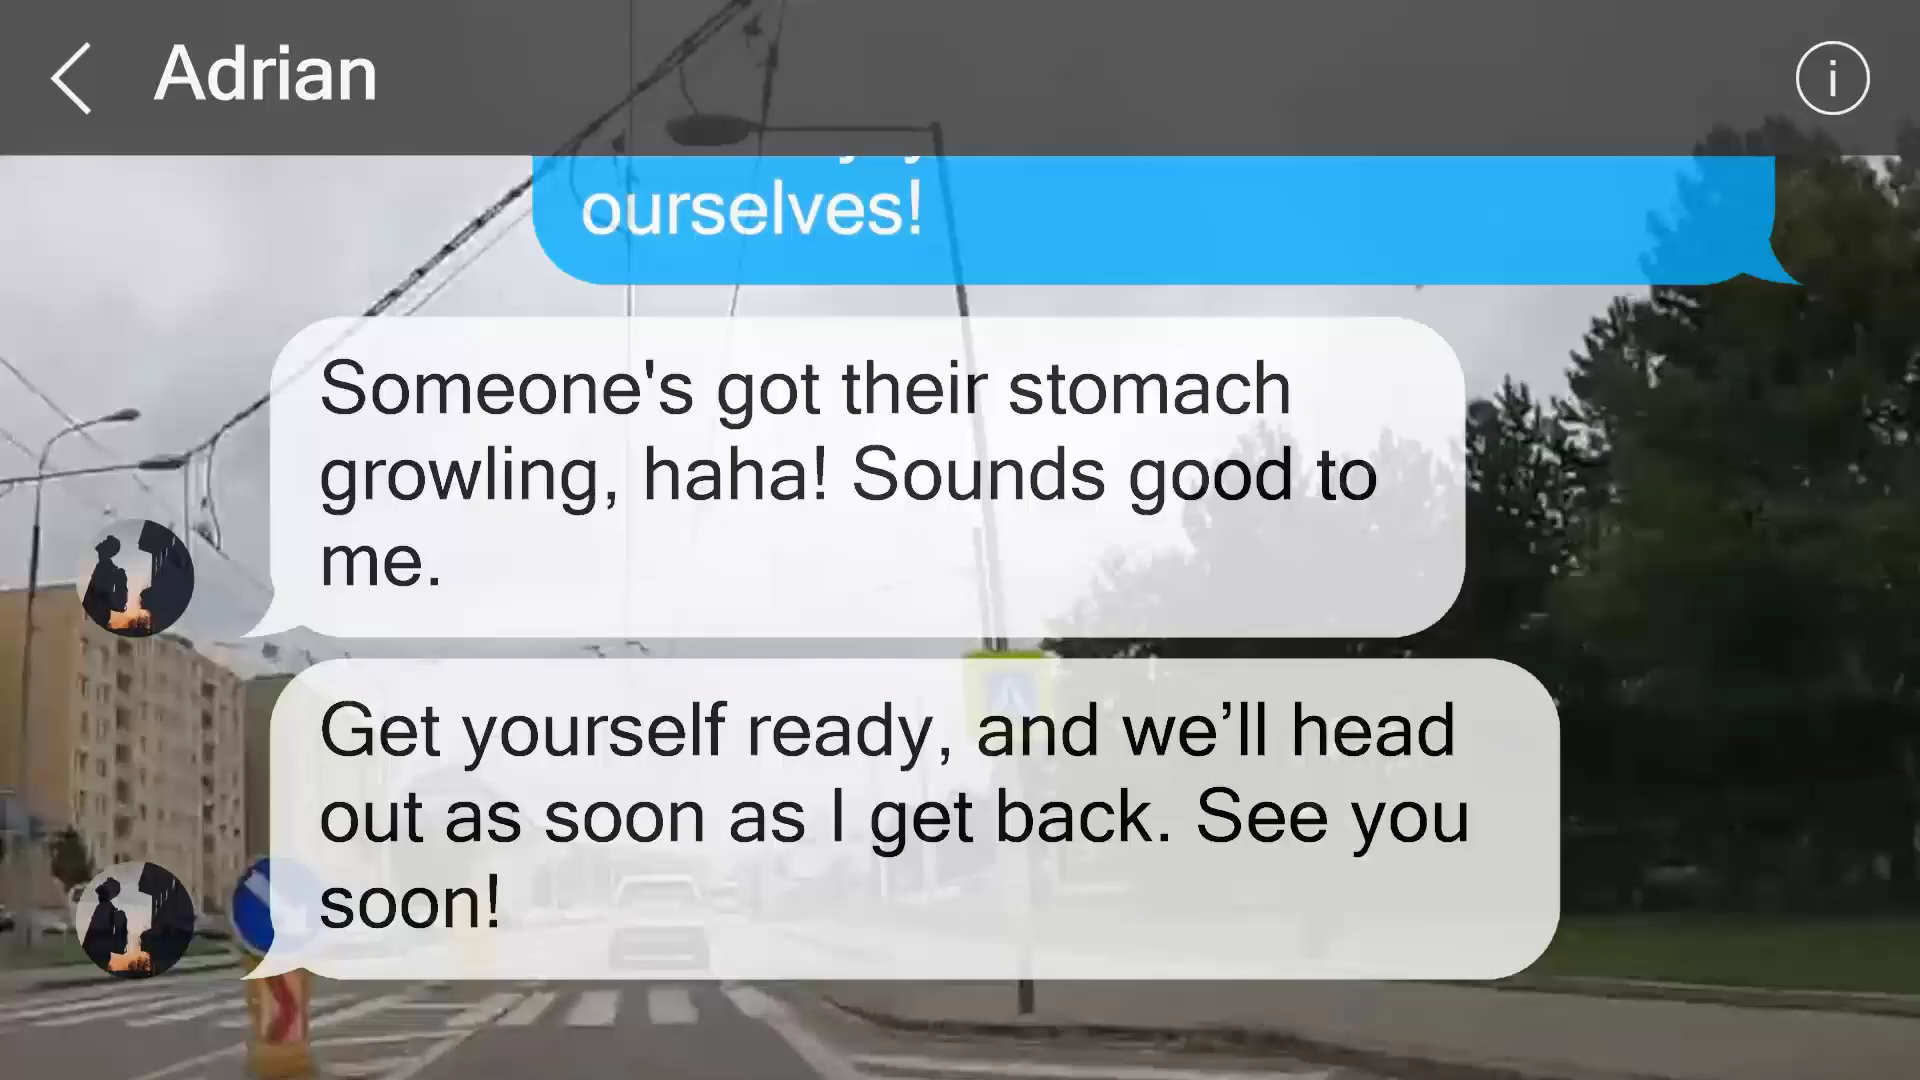 Adrian
ourselves!
Someone's got their stomach
growling, haha! Sounds good to
me.
Get yourself ready, and we’ll head
out as soon as I get back. See you
soon!